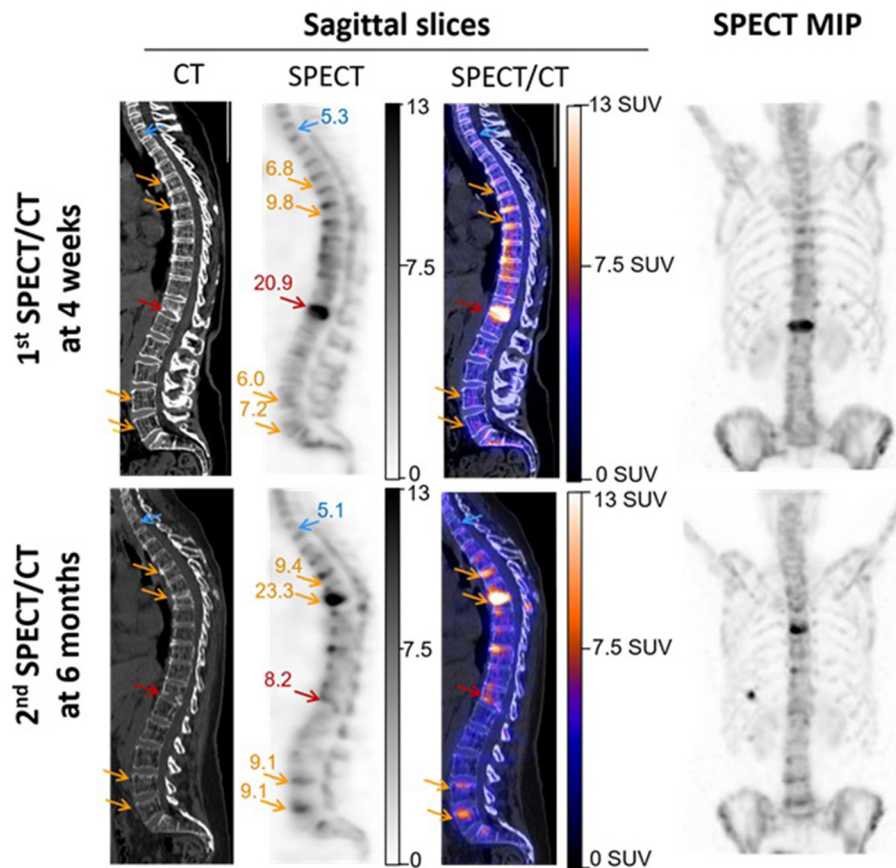 Sagittal slices
SPECT MIP
CT
SPECT
SPECT/CT
1st SPECT/CT
at 4 weeks
5.3
6.8
9.8
20.9
6.0
7.2
13
7.5
0
13 SUV
7.5 SUV
0 SUV
2nd SPECT/CT
at 6 months
5.1
9.4
23.3
8.2
9.1
9.1
13
7.5
0
13 SUV
7.5 SUV
0 SUV